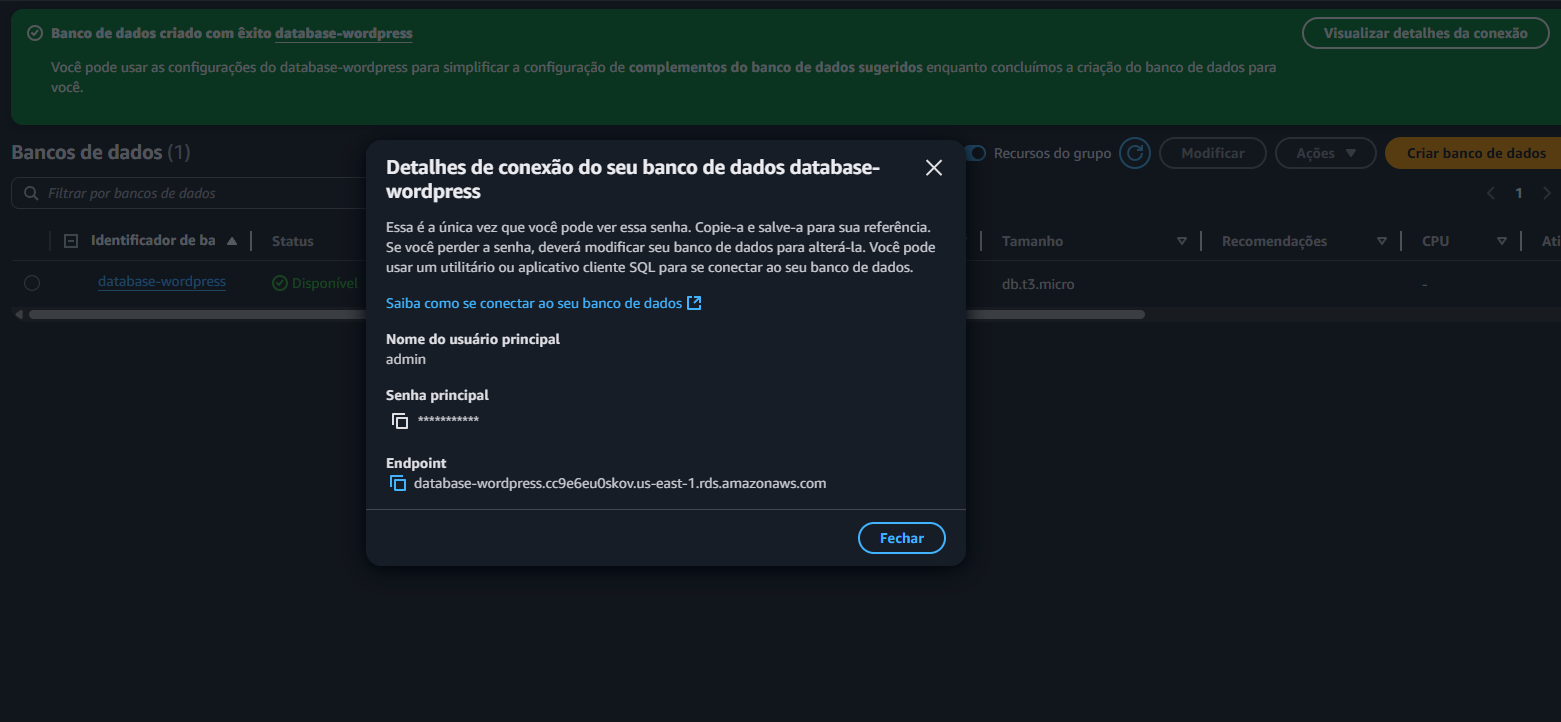 Banco de dados criado com êxito database-wordpress
Visualizar detalhes da conexão
Você pode usar as configurações do database-wordpress para simplificar a configuração de complementos do banco de dados sugeridos enquanto concluímos a criação do banco de dados para
você.
Bancos de dados (1)
Recursos do grupo
Modificar
Ações
Criar banco de dados
Filtrar por bancos de dados
1
Identificador de ba
Status
Tamanho
Recomendações
CPU
Ati
database-wordpress
Disponível
db.t3.micro
-
Detalhes de conexão do seu banco de dados database-
wordpress
Essa é a única vez que você pode ver essa senha. Copie-a e salve-a para sua referência.
Se você perder a senha, deverá modificar seu banco de dados para alterá-la. Você pode
usar um utilitário ou aplicativo cliente SQL para se conectar ao seu banco de dados.
Saiba como se conectar ao seu banco de dados
Nome do usuário principal
admin
Senha principal
***********
Endpoint
database-wordpress.cc9e6eu0skov.us-east-1.rds.amazonaws.com
Fechar